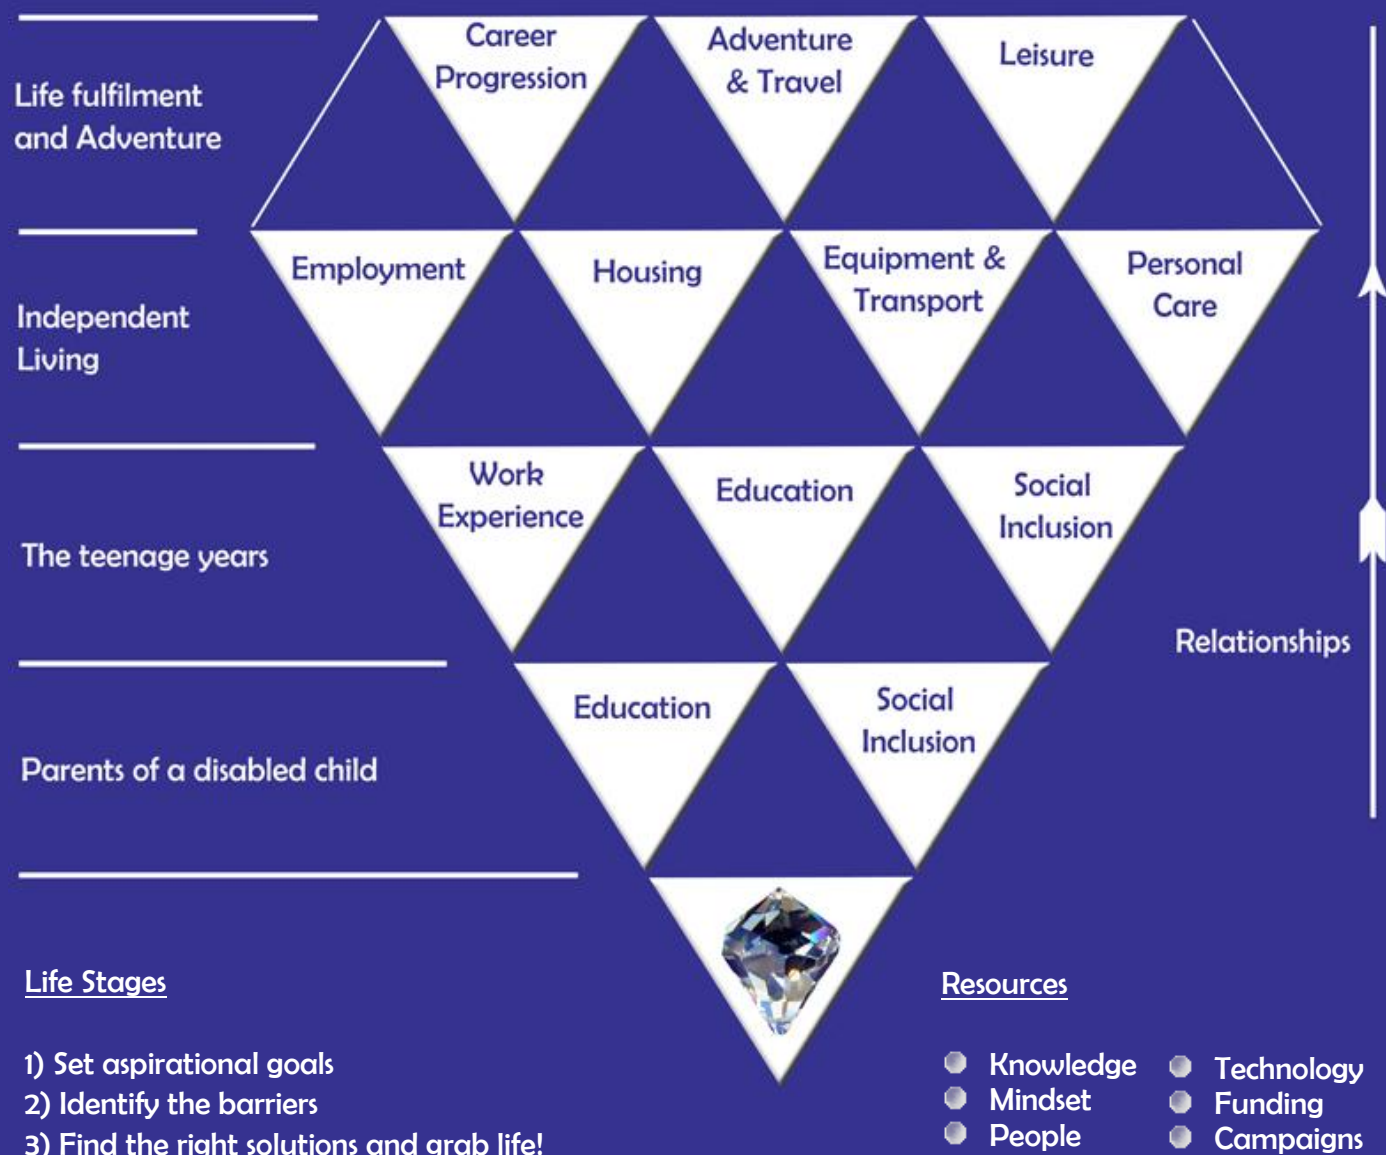 Life fulfilment
and Adventure
Career
Progression
Adventure
& Travel
Leisure
Independent
Living
Employment
Housing
Equipment &
Transport
Personal
Care
The teenage years
Work
Experience
Education
Social
Inclusion
Relationships
Parents of a disabled child
Education
Social
Inclusion
Life Stages
1) Set aspirational goals
2) Identify the barriers
3) Find the right solutions and grab life!
Resources
Knowledge
Mindset
People
Technology
Funding
Campaigns